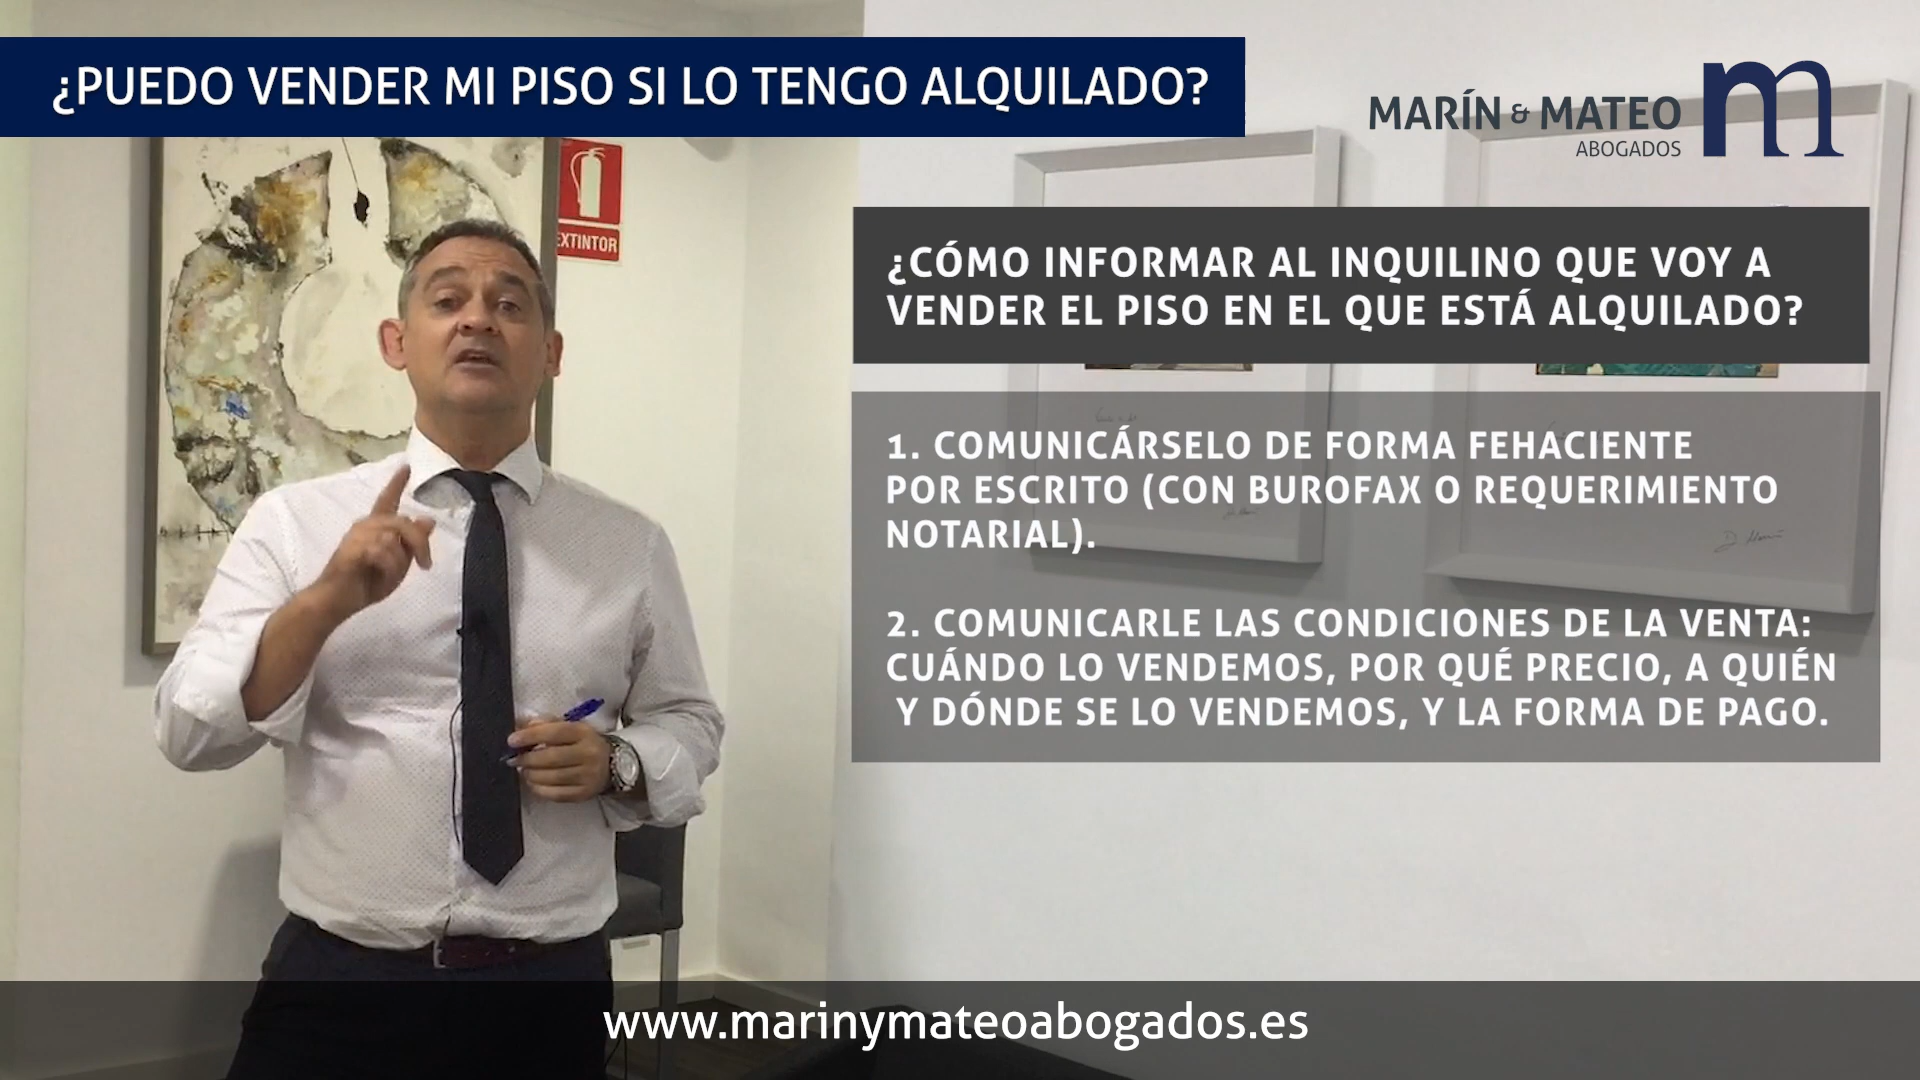 ¿PUEDO VENDER MI PISO SI LO TENGO ALQUILADO?
MARÍN & MATEO
ABOGADOS
m
EXTINTOR
¿CÓMO INFORMAR AL INQUILINO QUE VOY A
VENDER EL PISO EN EL QUE ESTÁ ALQUILADO?
1. COMUNICÁRSELO DE FORMA FEHACIENTE
POR ESCRITO (CON BUROFAX O REQUERIMIENTO
NOTARIAL).
2. COMUNICARLE LAS CONDICIONES DE LA VENTA:
CUÁNDO LO VENDEMOS, POR QUÉ PRECIO, A QUIÉN
Y DÓNDE SE LO VENDEMOS, Y LA FORMA DE PAGO.
www.marinymateoabogados.es